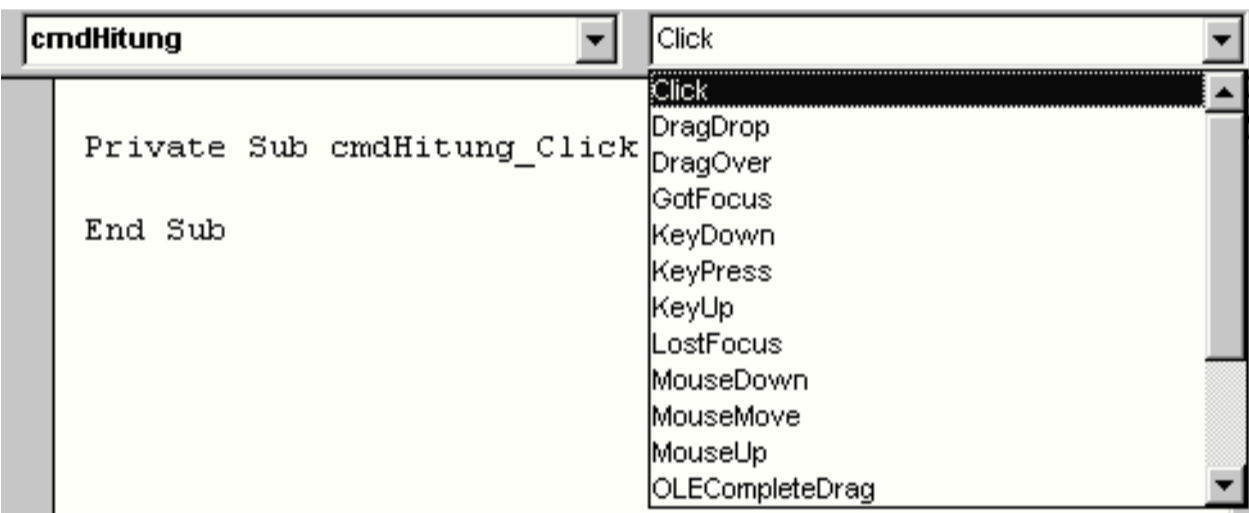 cmdHitung
Click
Private Sub cmdHitung_Click
End Sub
Click
DragDrop
DragOver
GotFocus
KeyDown
KeyPress
KeyUp
LostFocus
MouseDown
MouseMove
MouseUp
OLECompleteDrag